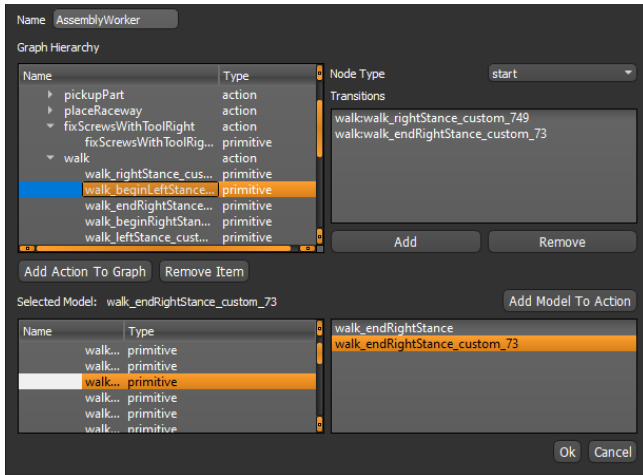 Name AssemblyWorker
Graph Hierarchy
Name Type
pickupPart action
placeRaceway action
fixScrewsWithToolRight action
fixScrewsWithToolRig... primitive
walk action
walk_rightStance_cus... primitive
walk_beginLeftStance... primitive
walk_endRightStance... primitive
walk_beginRightStan... primitive
walk_leftStance_cust... primitive
Node Type start
Transitions
walk:walk_rightStance_custom_749
walk:walk_endRightStance_custom_73
Add Remove
Add Action To Graph Remove Item
Selected Model: walk_endRightStance_custom_73
Add Model To Action
Name Type
walk... primitive
walk... primitive
walk... primitive
walk... primitive
walk... primitive
walk... primitive
walk_endRightStance
walk_endRightStance_custom_73
Ok Cancel